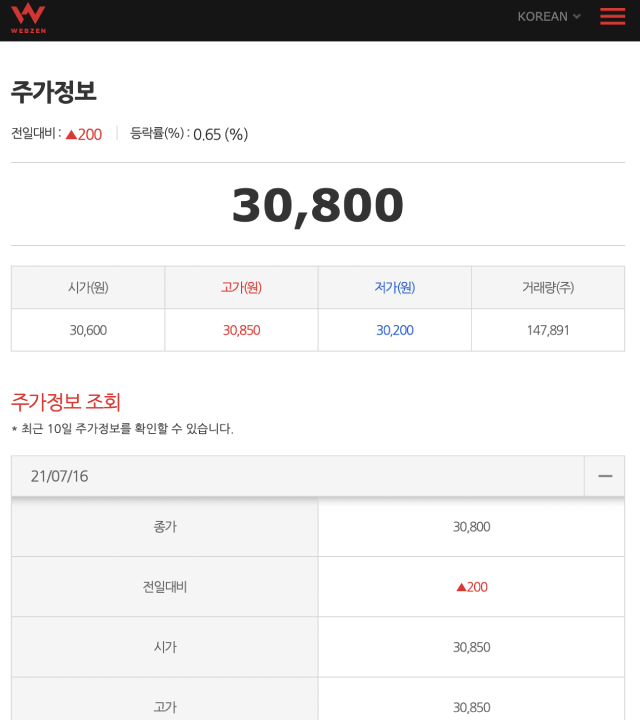 WEBZEN
KOREAN
주가정보
전일대비 : ▲200 등락률(%) : 0.65 (%)
30,800
시가(원) 고가(원) 저가(원) 거래량(주)
30,600 30,850 30,200 147,891
주가정보 조회
* 최근 10일 주가정보를 확인할 수 있습니다.
21/07/16
종가 30,800
전일대비 ▲200
시가 30,850
고가 30,850